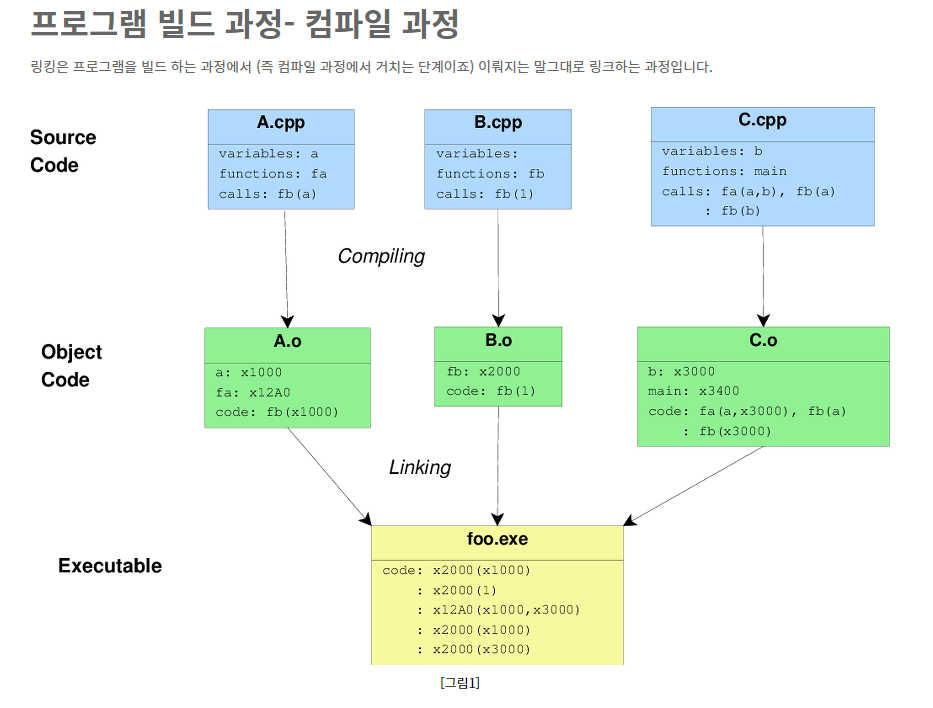 프로그램 빌드 과정- 컴파일 과정
링킹은 프로그램을 빌드 하는 과정에서 (즉 컴파일 과정에서 거치는 단계이죠) 이뤄지는 말그대로 링크하는 과정입니다.
Source
Code
A.cpp
variables: a
functions: fa
calls: fb(a)
B.cpp
variables:
functions: fb
calls: fb(1)
C.cpp
variables: b
functions: main
calls: fa(a,b), fb(a)
: fb(b)
Compiling
Object
Code
A.o
a: x1000
fa: x12A0
code: fb(x1000)
B.o
fb: x2000
code: fb(1)
C.o
b: x3000
main: x3400
code: fa(a,x3000), fb(a)
: fb(x3000)
Linking
Executable
foo.exe
code: x2000(x1000)
: x2000(1)
: x12A0(x1000,x3000)
: x2000(x1000)
: x2000(x3000)
[그림1]